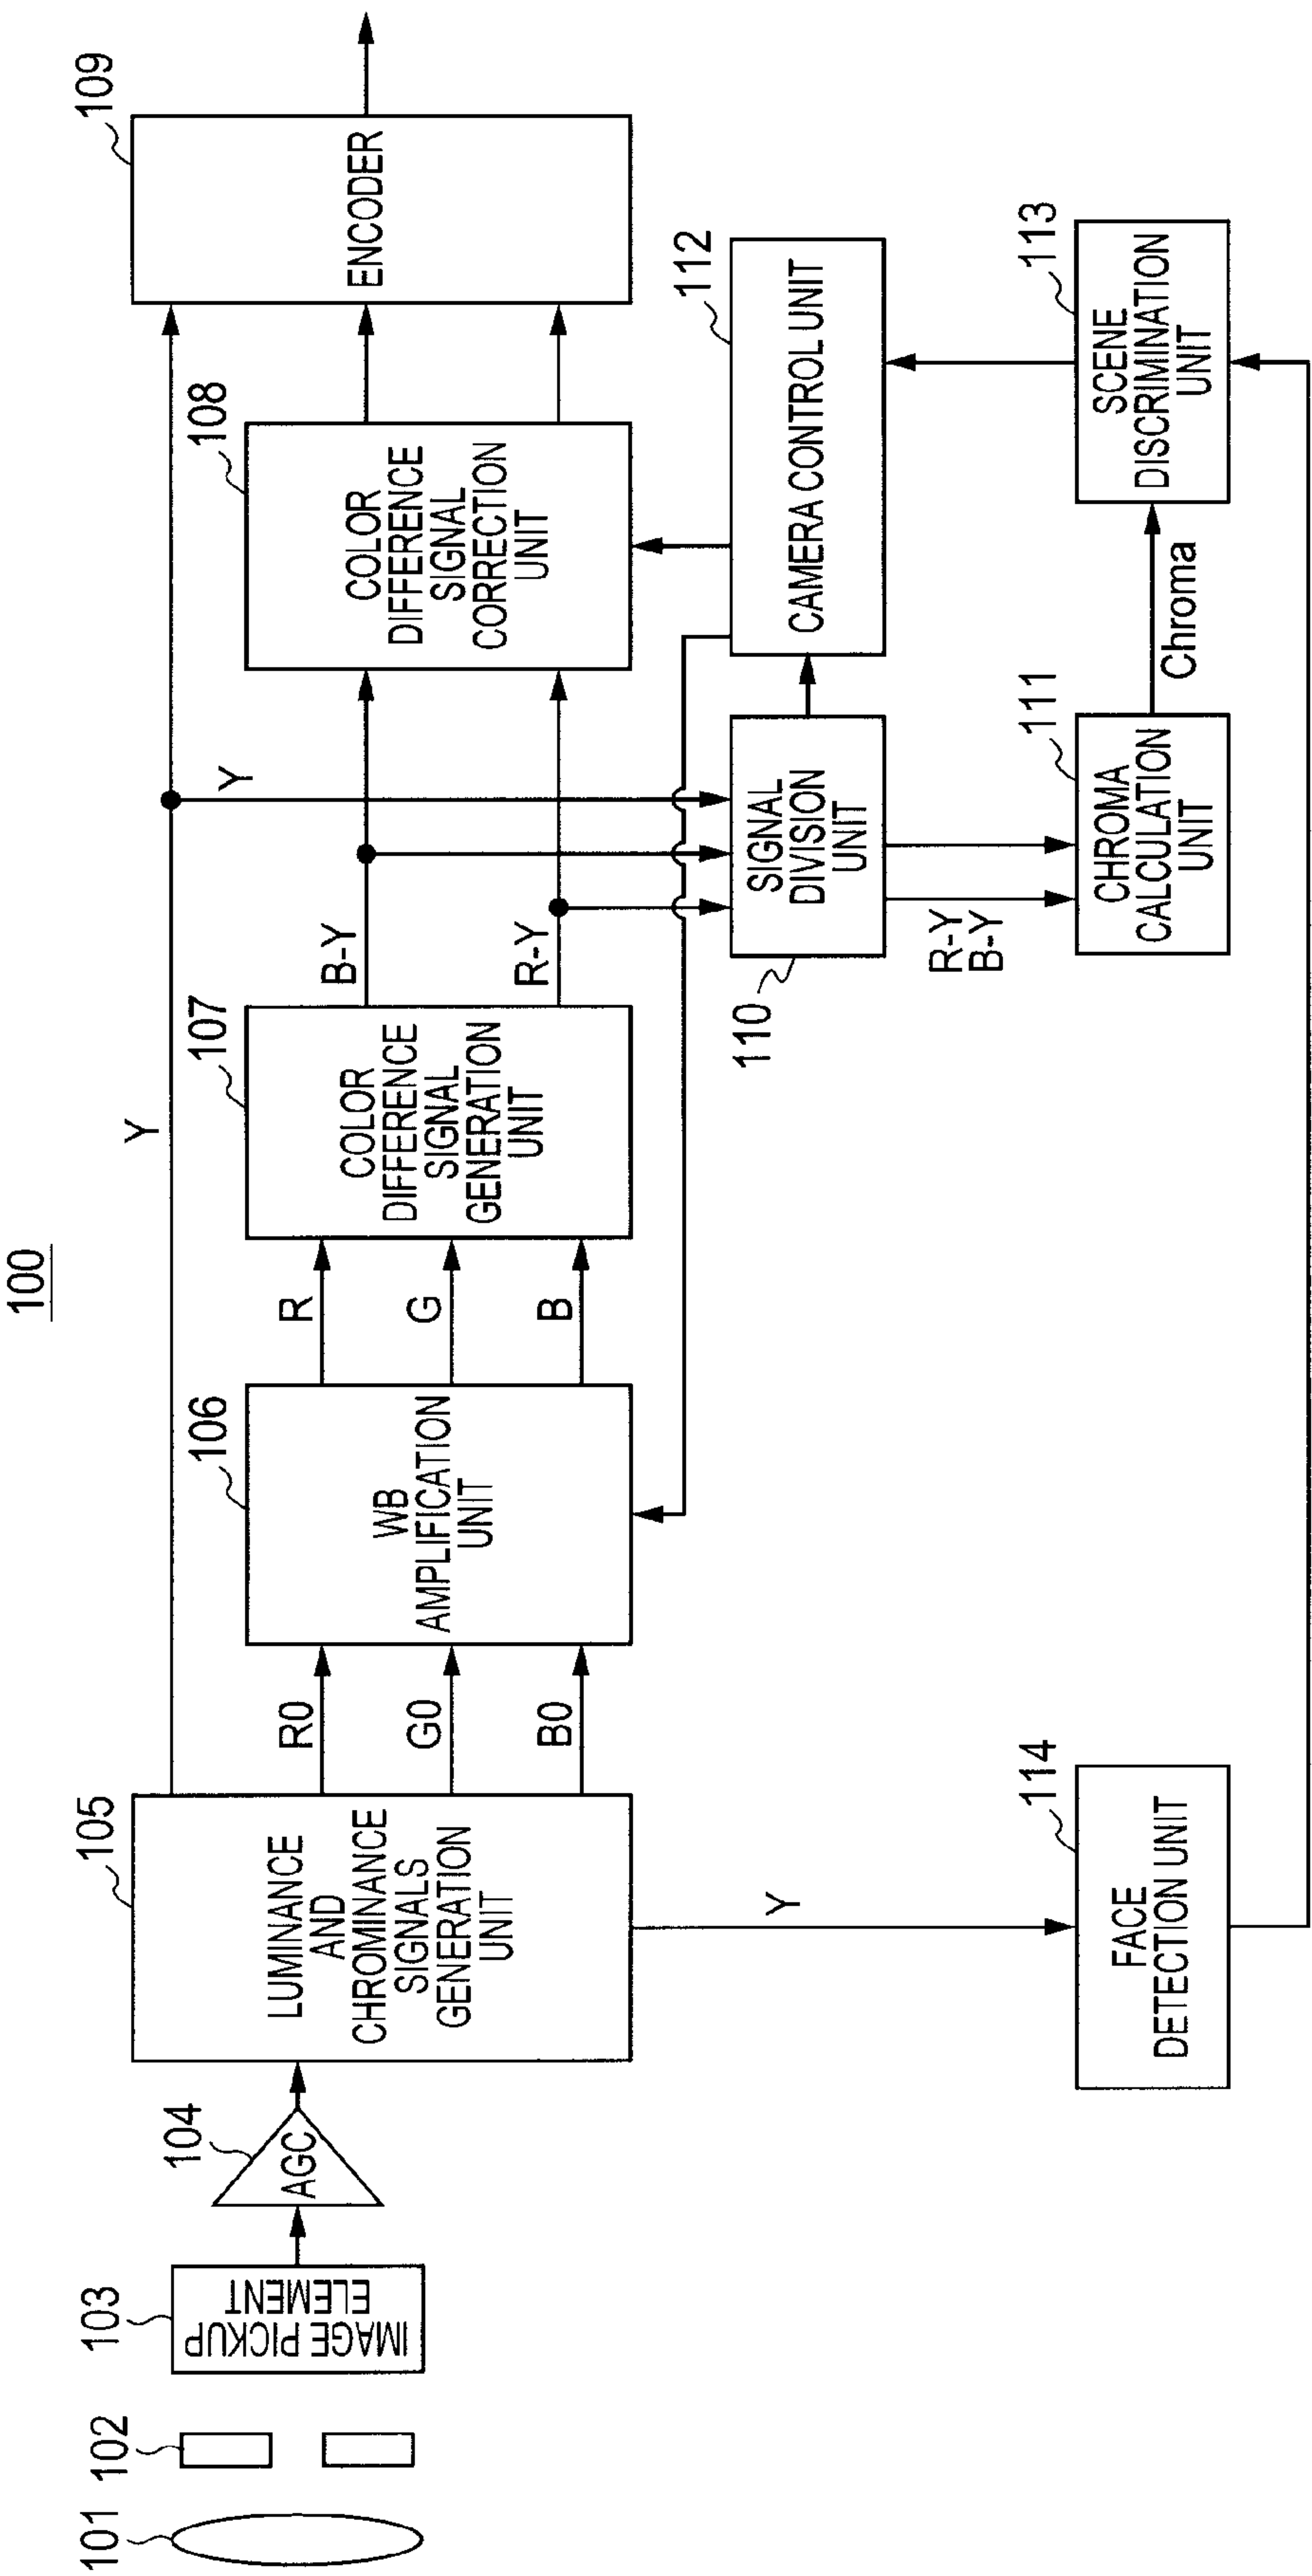 100
101
102
103
IMAGE PICKUP
ELEMENT
104
AGC
105
LUMINANCE
AND
CHROMINANCE
SIGNALS
GENERATION
UNIT
Y
R0
G0
B0
106
WB
AMPLIFICATION
UNIT
R
G
B
107
COLOR
DIFFERENCE
SIGNAL
GENERATION
UNIT
B-Y
R-Y
Y
108
COLOR
DIFFERENCE
SIGNAL
CORRECTION
UNIT
109
ENCODER
110
SIGNAL
DIVISION
UNIT
112
CAMERA CONTROL UNIT
R-Y
B-Y
111
CHROMA
CALCULATION
UNIT
Chroma
113
SCENE
DISCRIMINATION
UNIT
Y
114
FACE
DETECTION UNIT